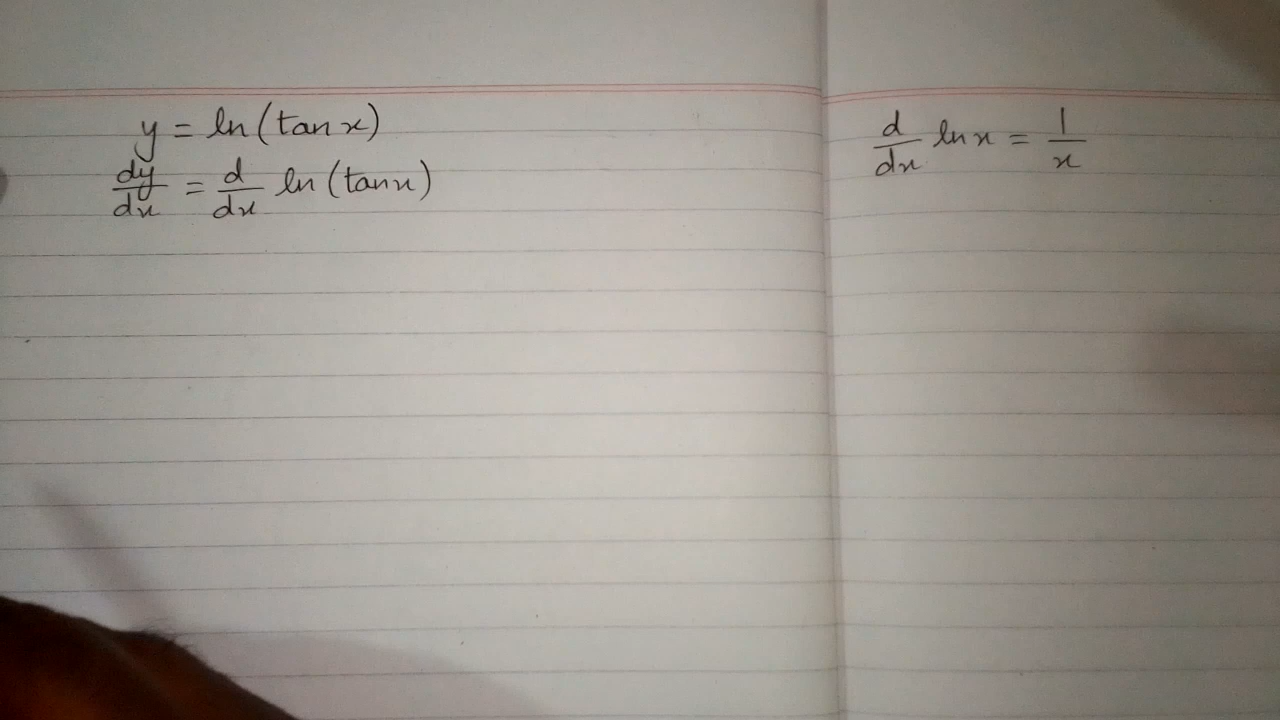 y = ln(tan x)
dy/dx = d/dx ln(tan x)
d/dx ln x = 1/x